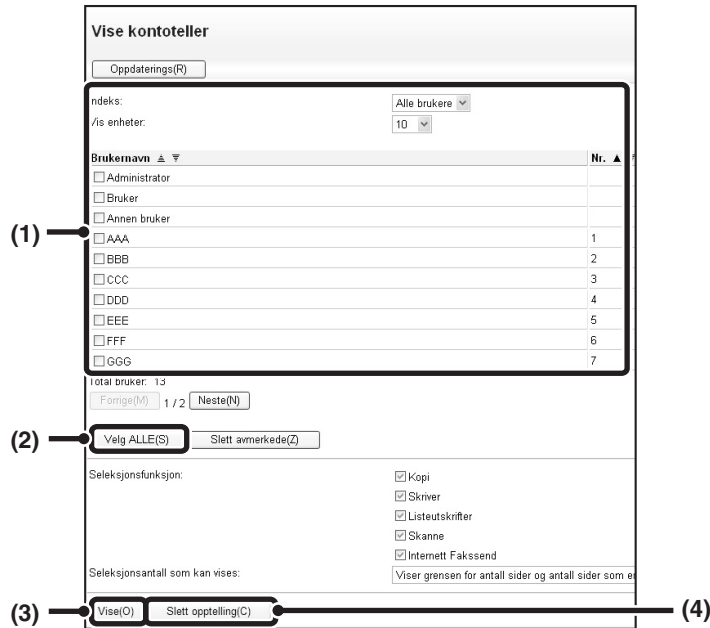 Vise kontoteller
Oppdaterings(R)
ndeks: Alle brukere
/is enheter: 10
Brukernavn Nr.
Administrator
Bruker
Annen bruker
(1)
AAA 1
BBB 2
CCC 3
DDD 4
EEE 5
FFF 6
GGG 7
Total bruker: 13
Forrige(M) 1 / 2 Neste(N)
(2) Velg ALLE(S) Slett avmerkede(Z)
Seleksjonsfunksjon: Kopi
Skriver
Listeutskrifter
Skanne
Internett Fakssend
Seleksjonsantall som kan vises: Viser grensen for antall sider og antall sider som er
(3) Vise(O) Slett opptelling(C) (4)